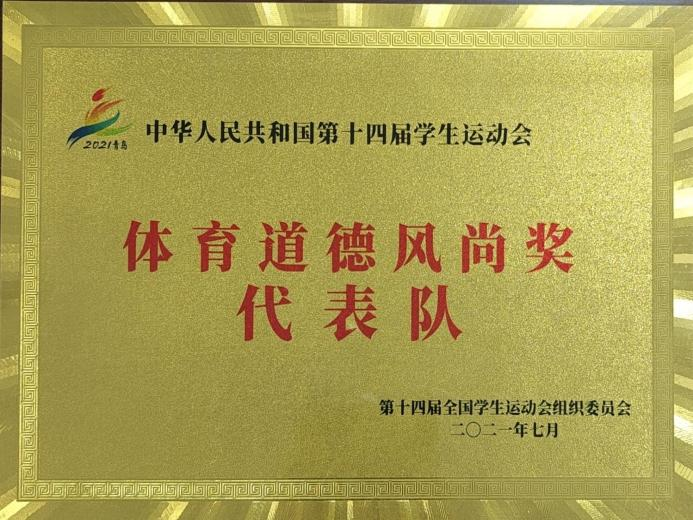 2021青岛
中华人民共和国第十四届学生运动会
体育道德风尚奖
代表队
第十四届全国学生运动会组织委员会
二〇二一年七月